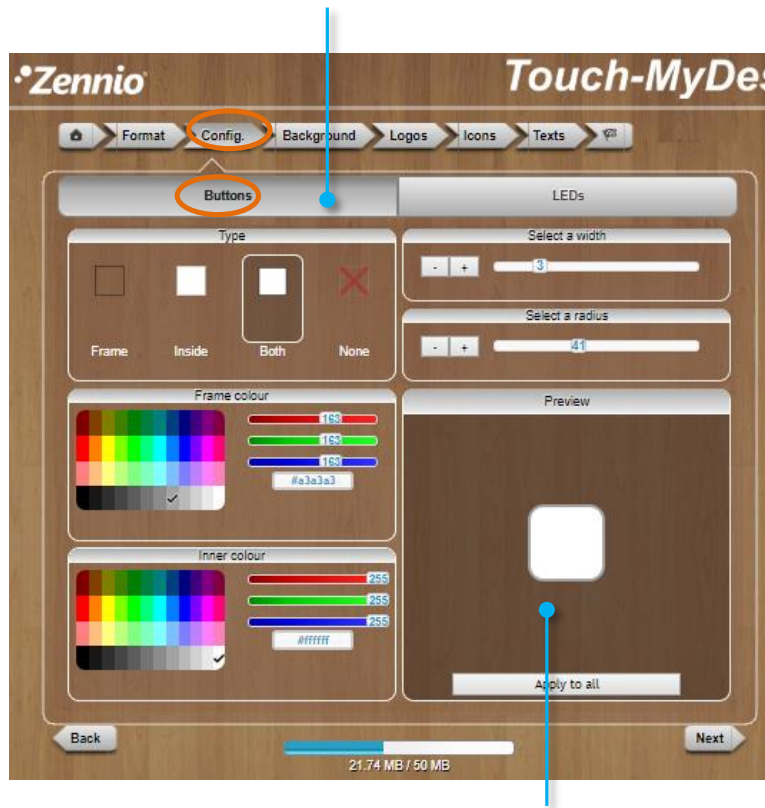 Zennio
Touch-MyDes
Format
Config.
Background
Logos
Icons
Texts
Buttons
LEDs
Type
Frame
Inside
Both
None
Select a width
- +
3
Select a radius
- +
41
Frame colour
163
163
163
#a3a3a3
Preview
Inner colour
255
255
255
#ffffff
Apply to all
Back
21.74 MB / 50 MB
Next